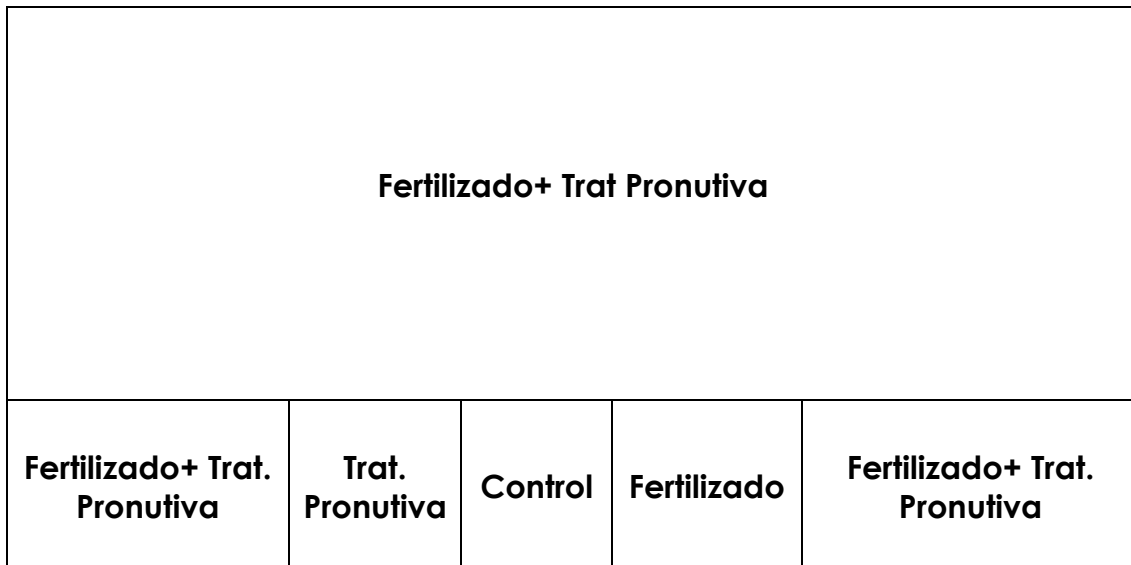 Fertilizado+ Trat Pronutiva
Fertilizado+ Trat.
Pronutiva
Trat.
Pronutiva
Control
Fertilizado
Fertilizado+ Trat.
Pronutiva